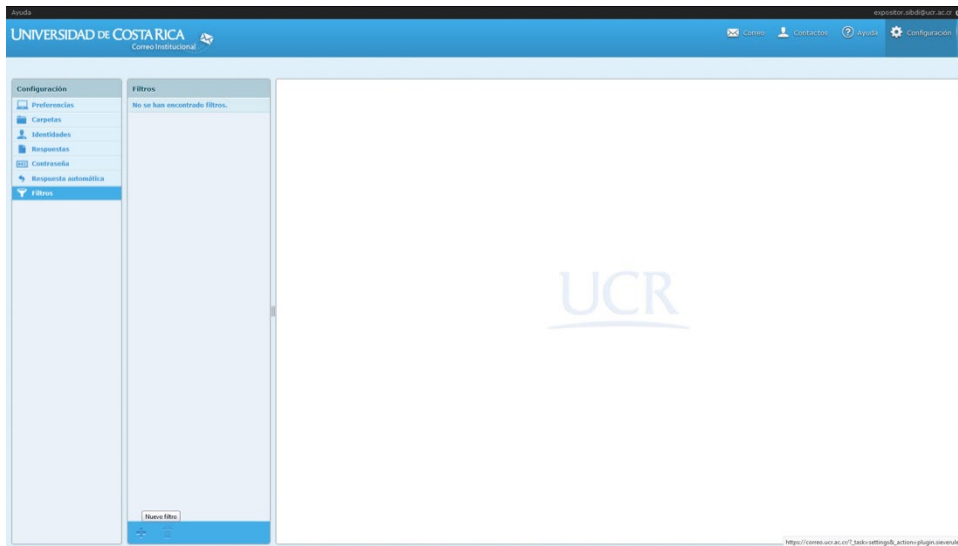 Ayuda
expositor.aibdi@ucr.ac.cr
UNIVERSIDAD DE COSTA RICA
Correo Institucional
Correo
Contactos
Ayuda
Configuración
Configuración
Preferencias
Carpetas
Identidades
Respuestas
Contraseña
Respuesta automática
Filtros
Filtros
No se han encontrado filtros.
UCR
Nuevo filtro
https://correo.ucr.ac.cr/?_task=settings&_action=plugin.sieverule